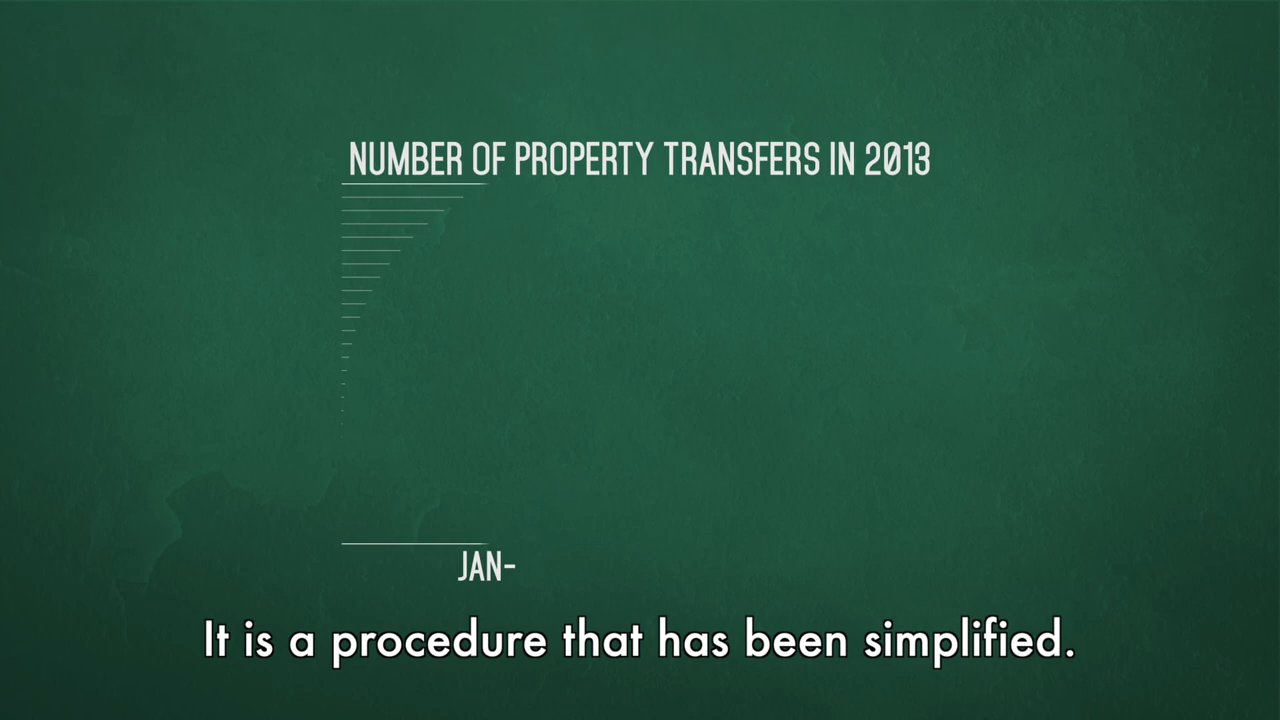 NUMBER OF PROPERTY TRANSFERS IN 2013
JAN-
It is a procedure that has been simplified.